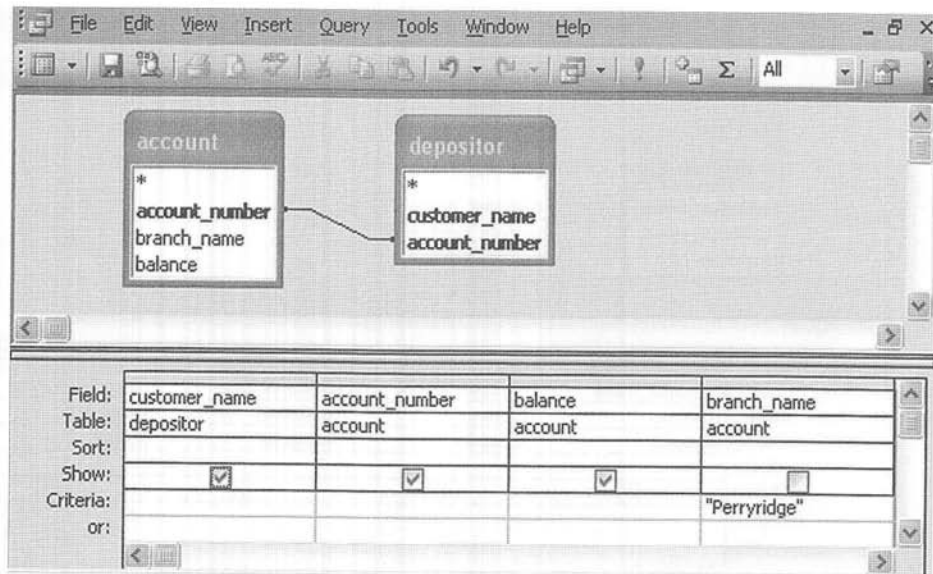 File Edit View Insert Query Tools Window Help
ABC Σ All
account
*
account_number
branch_name
balance
depositor
*
customer_name
account_number
Field: customer_name account_number balance branch_name
Table: depositor account account account
Sort:
Show:
Criteria: "Perryridge"
or: